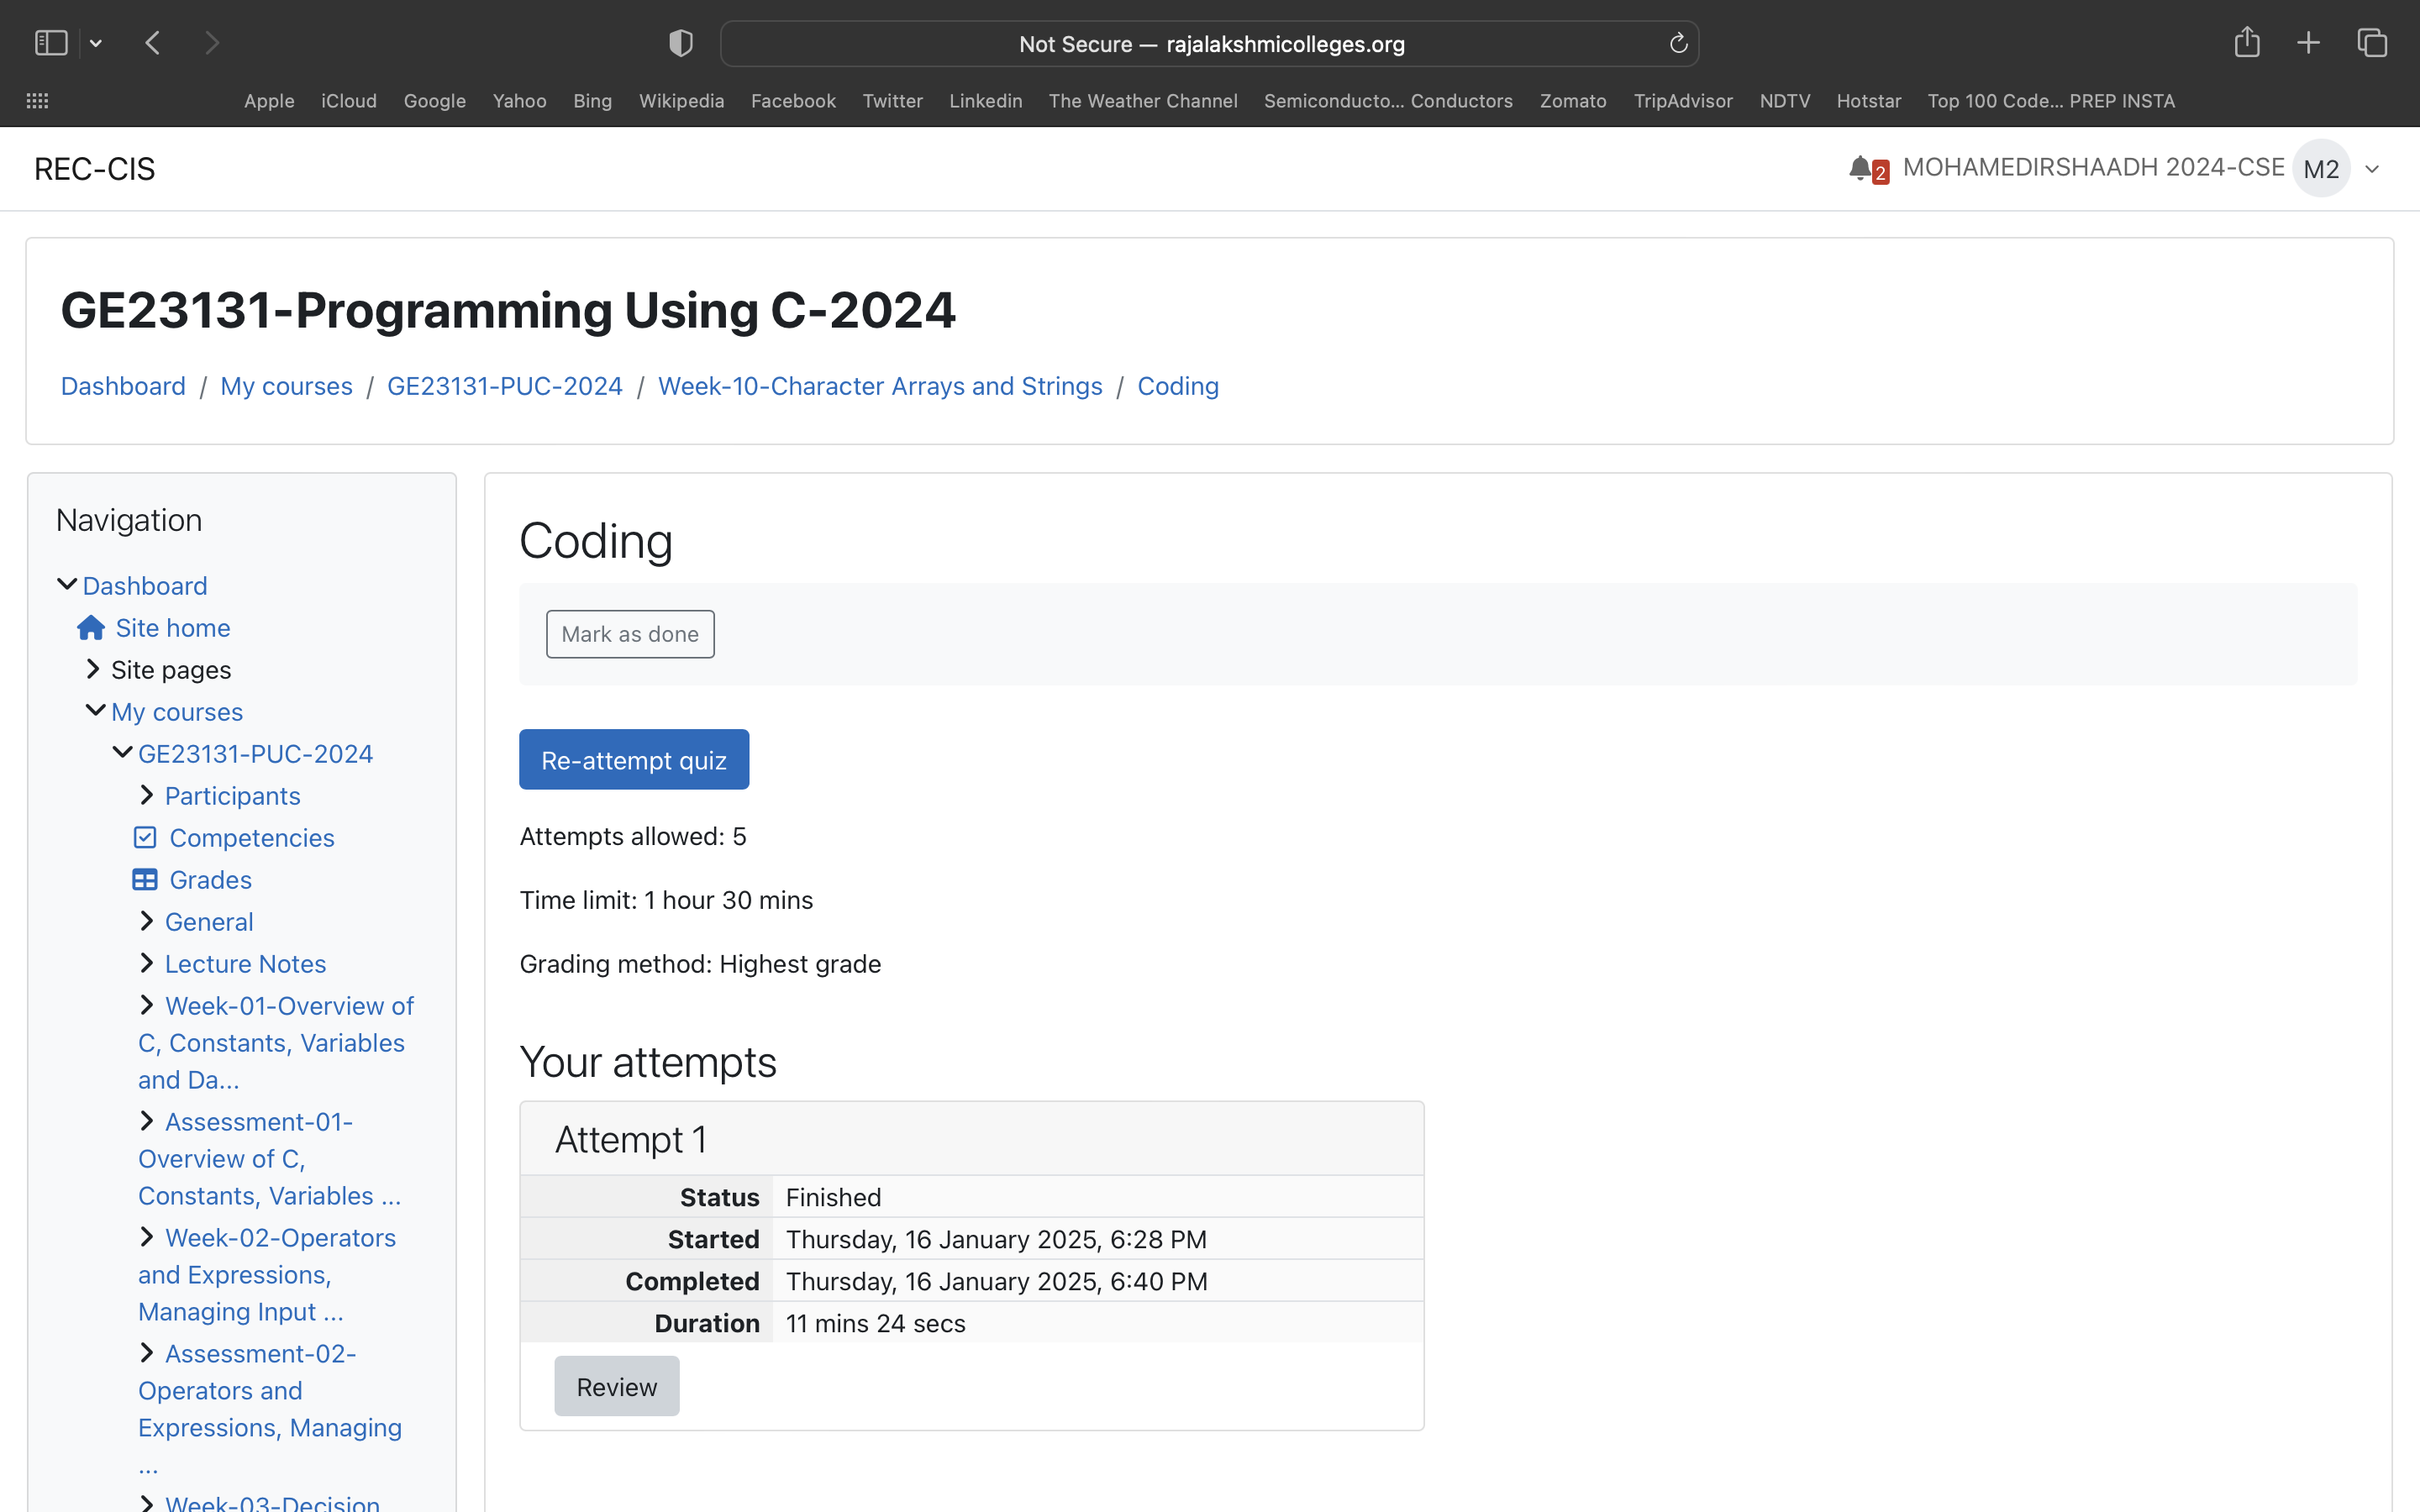 Not Secure — rajalakshmicolleges.org
Apple iCloud Google Yahoo Bing Wikipedia Facebook Twitter Linkedin The Weather Channel Semiconducto... Conductors Zomato TripAdvisor NDTV Hotstar Top 100 Code... PREP INSTA
REC-CIS
2 MOHAMEDIRSHAADH 2024-CSE M2
GE23131-Programming Using C-2024
Dashboard / My courses / GE23131-PUC-2024 / Week-10-Character Arrays and Strings / Coding
Navigation
Dashboard
Site home
Site pages
My courses
GE23131-PUC-2024
Participants
Competencies
Grades
General
Lecture Notes
Week-01-Overview of
C, Constants, Variables
and Da...
Assessment-01-
Overview of C,
Constants, Variables ...
Week-02-Operators
and Expressions,
Managing Input ...
Assessment-02-
Operators and
Expressions, Managing
...
Week-03-Decision
Coding
Mark as done
Re-attempt quiz
Attempts allowed: 5
Time limit: 1 hour 30 mins
Grading method: Highest grade
Your attempts
Attempt 1
Status Finished
Started Thursday, 16 January 2025, 6:28 PM
Completed Thursday, 16 January 2025, 6:40 PM
Duration 11 mins 24 secs
Review